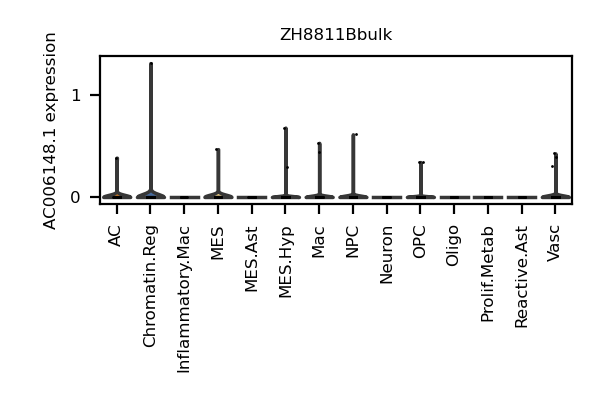 ZH8811Bbulk
AC006148.1 expression
1
0
AC
Chromatin.Reg
Inflammatory.Mac
MES
MES.Ast
MES.Hyp
Mac
NPC
Neuron
OPC
Oligo
Prolif.Metab
Reactive.Ast
Vasc